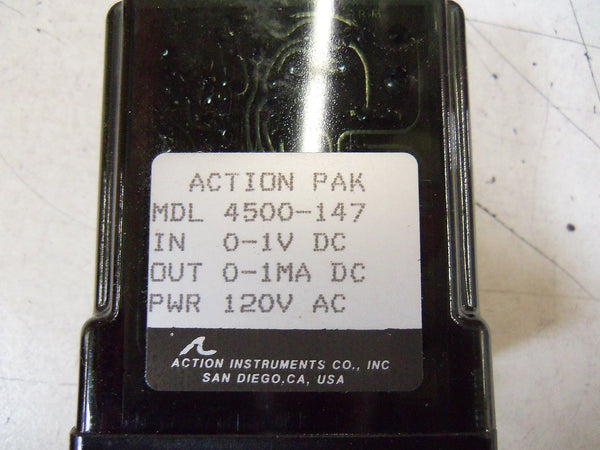 ACTION PAK
MDL 4500-147
IN 0-1V DC
OUT 0-1MA DC
PWR 120V AC
ACTION INSTRUMENTS CO., INC
SAN DIEGO,CA, USA